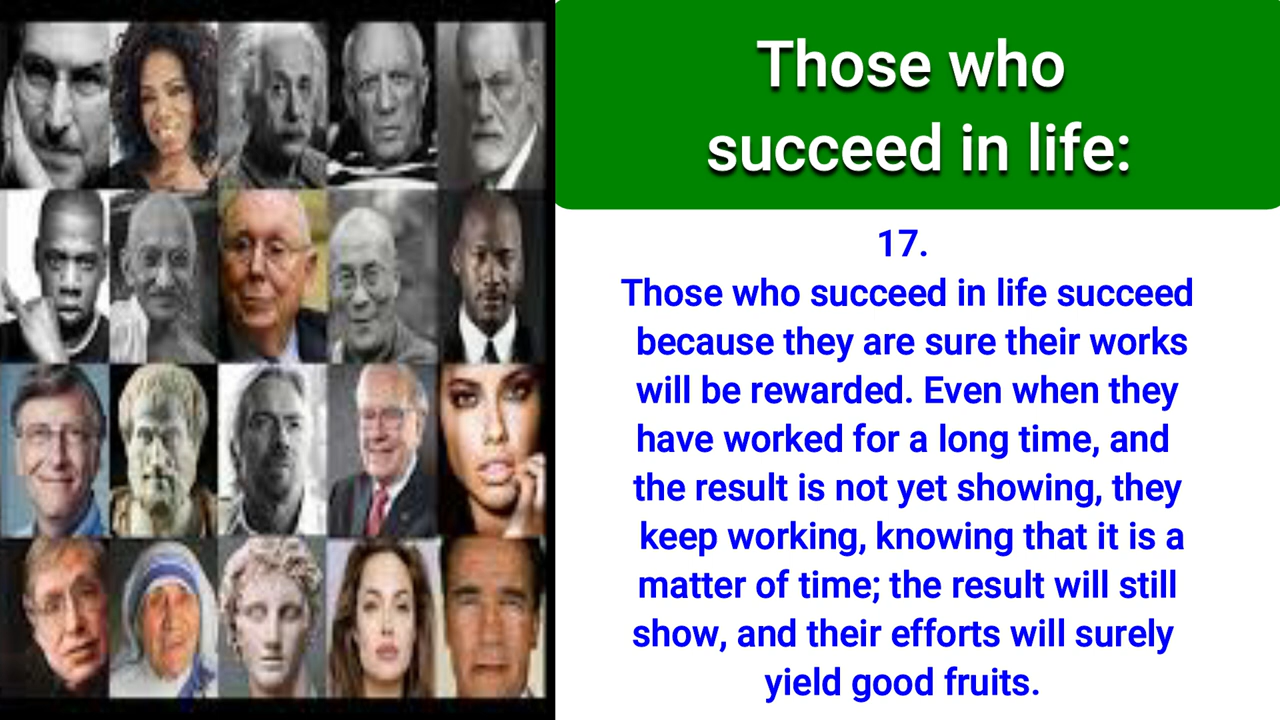 Those who
succeed in life:
17.
Those who succeed in life succeed
because they are sure their works
will be rewarded. Even when they
have worked for a long time, and
the result is not yet showing, they
keep working, knowing that it is a
matter of time; the result will still
show, and their efforts will surely
yield good fruits.